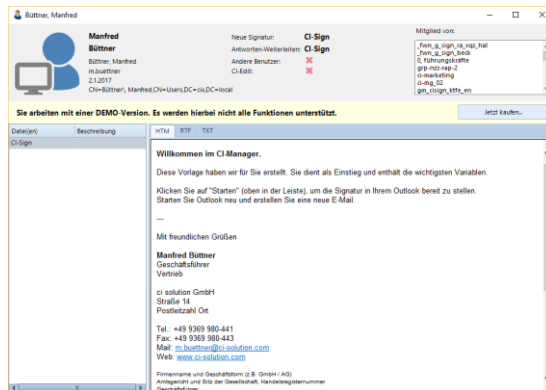 Büttner, Manfred
Manfred
Büttner
Büttner, Manfred
m.buettner
2.1.2017
CN=Büttner\, Manfred,CN=Users,DC=cix,DC=local
Neue Signatur: CI-Sign
Antworten-Weiterleiten: CI-Sign
Andere Benutzer:
CI-Edit:
Mitglied von:
_fwn_g_sign_ra_vqz_hal
_fwn_g_sign_beck
0, führungskräfte
grp-nzz-rap-2
ci-marketing
ci-mg_02
gm_cisign_ktfe_en
Sie arbeiten mit einer DEMO-Version. Es werden hierbei nicht alle Funktionen unterstützt.
Jetzt kaufen...
Datei(en) Beschreibung
CI-Sign
HTM RTF TXT
Willkommen im CI-Manager.
Diese Vorlage haben wir für Sie erstellt. Sie dient als Einstieg und enthält die wichtigsten Variablen.
Klicken Sie auf "Starten" (oben in der Leiste), um die Signatur in Ihrem Outlook bereit zu stellen.
Starten Sie Outlook neu und erstellen Sie eine neue E-Mail.
---
Mit freundlichen Grüßen
Manfred Büttner
Geschäftsführer
Vertrieb
ci solution GmbH
Straße 14
Postleitzahl Ort
Tel.: +49 9369 980-441
Fax: +49 9369 980-443
Mail: m.buettner@ci-solution.com
Web: www.ci-solution.com
Firmenname und Geschäftsform (z.B. GmbH / AG)
Amtsgericht und Sitz der Gesellschaft, Handelsregisternummer
Geschäftsführer